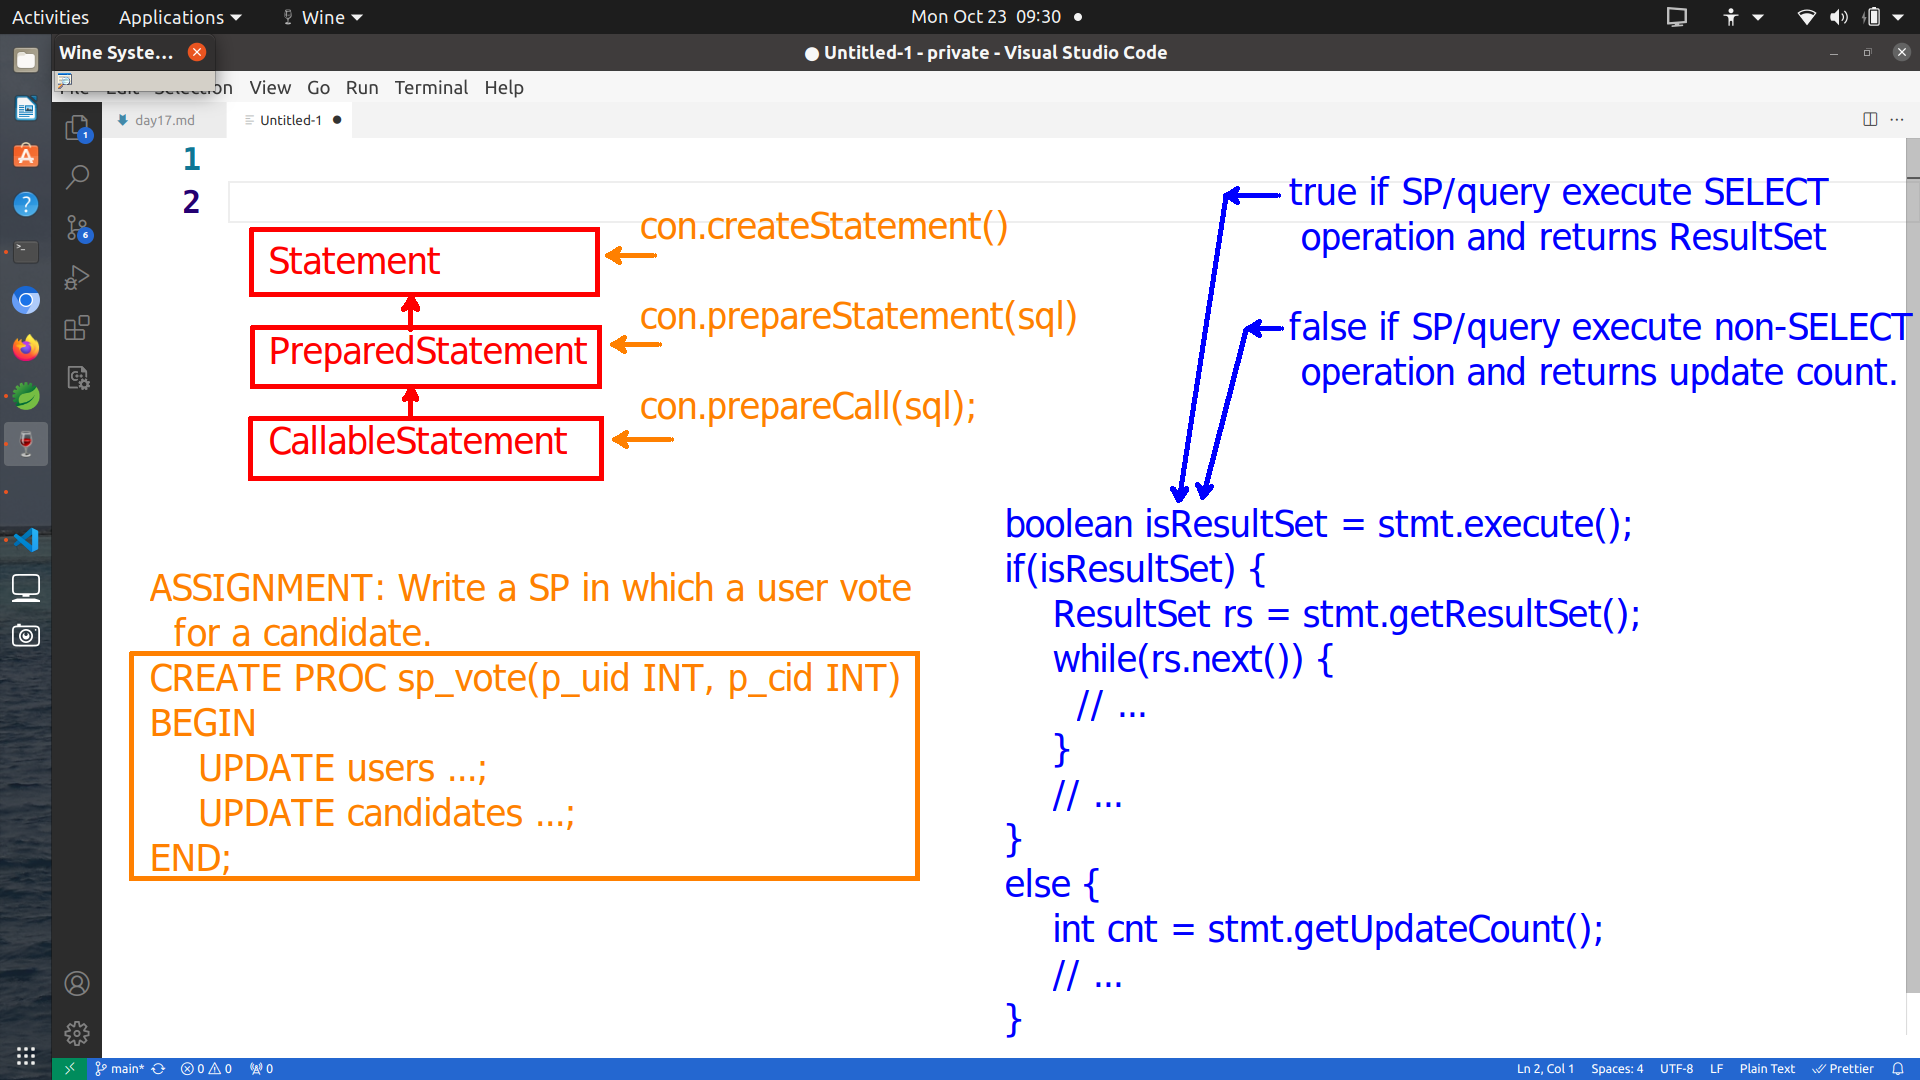 Activities
Applications
Wine
Mon Oct 23 09:30
Wine Syste...
Untitled-1 - private - Visual Studio Code
File Edit Selection View Go Run Terminal Help
day17.md
Untitled-1
1
2
1
6
Statement
PreparedStatement
CallableStatement
con.createStatement()
con.prepareStatement(sql)
con.prepareCall(sql);
true if SP/query execute SELECT
operation and returns ResultSet
false if SP/query execute non-SELECT
operation and returns update count.
ASSIGNMENT: Write a SP in which a user vote
for a candidate.
CREATE PROC sp_vote(p_uid INT, p_cid INT)
BEGIN
UPDATE users ...;
UPDATE candidates ...;
END;
boolean isResultSet = stmt.execute();
if(isResultSet) {
ResultSet rs = stmt.getResultSet();
while(rs.next()) {
// ...
}
// ...
}
else {
int cnt = stmt.getUpdateCount();
// ...
}
main* 0 0 0
Ln 2, Col 1 Spaces: 4 UTF-8 LF Plain Text Prettier